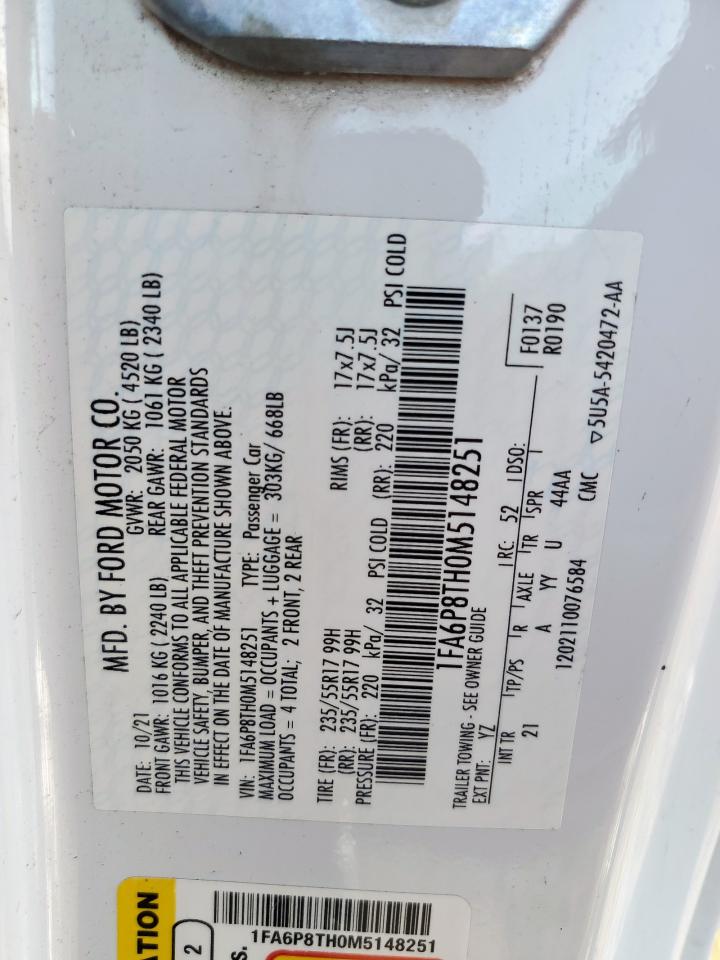 MFD. BY FORD MOTOR CO.
DATE: 10/21 GVWR: 2050 KG ( 4520 LB)
FRONT GAWR: 1016 KG ( 2240 LB) REAR GAWR: 1061 KG ( 2340 LB)
THIS VEHICLE CONFORMS TO ALL APPLICABLE FEDERAL MOTOR
VEHICLE SAFETY, BUMPER, AND THEFT PREVENTION STANDARDS
IN EFFECT ON THE DATE OF MANUFACTURE SHOWN ABOVE.
VIN: 1FA6P8TH0M5148251 TYPE: Passenger Car
MAXIMUM LOAD = OCCUPANTS + LUGGAGE = 303KG/ 668LB
OCCUPANTS = 4 TOTAL; 2 FRONT, 2 REAR
TIRE (FR): 235/55R17 99H RIMS (FR): 17x7.5J
(RR): 235/55R17 99H (RR): 17x7.5J
PRESSURE (FR): 220 kPa/ 32 PSI COLD (RR): 220 kPa/ 32 PSI COLD
1FA6P8TH0M5148251
TRAILER TOWING - SEE OWNER GUIDE
EXT PNT: YZ RC: 52 DSO: F0137
R0190
INT TR TP/PS R AXLE TR SPR
21 A YY U 44AA
1202110076584 CMC ▽5U5A-5420472-AA
ATION
2
S.
1FA6P8TH0M5148251